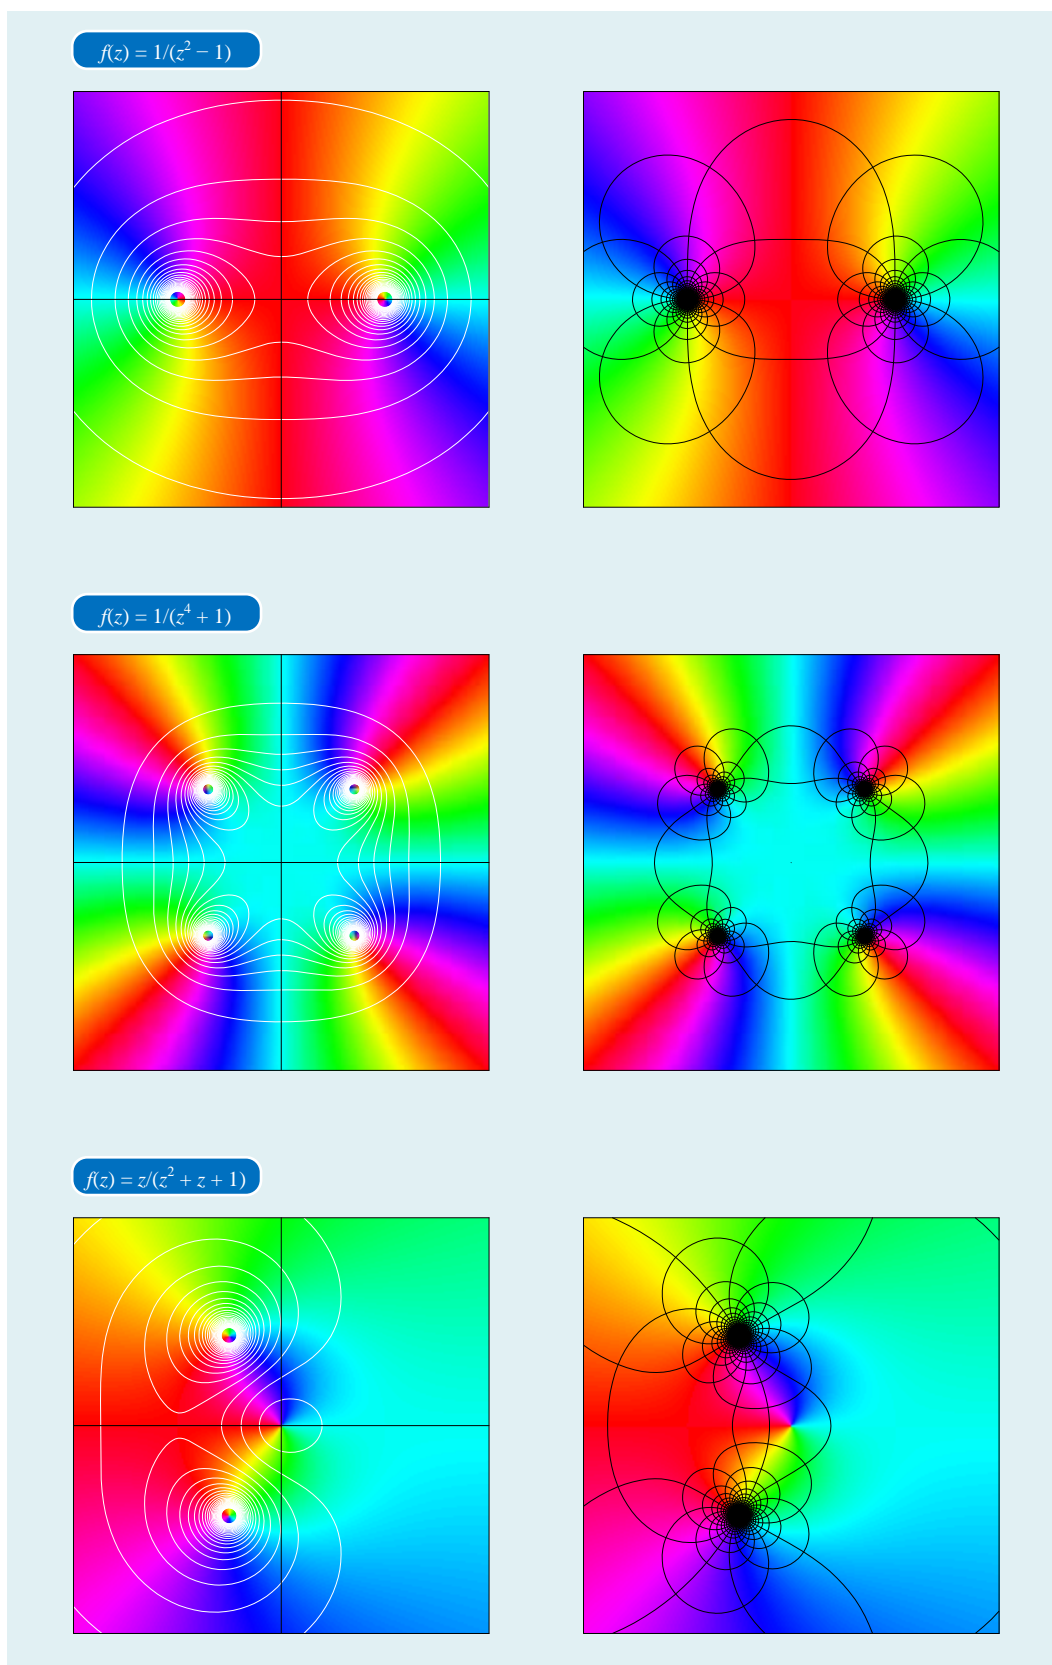 f(z) = 1/(z² − 1)
f(z) = 1/(z⁴ + 1)
f(z) = z/(z² + z + 1)